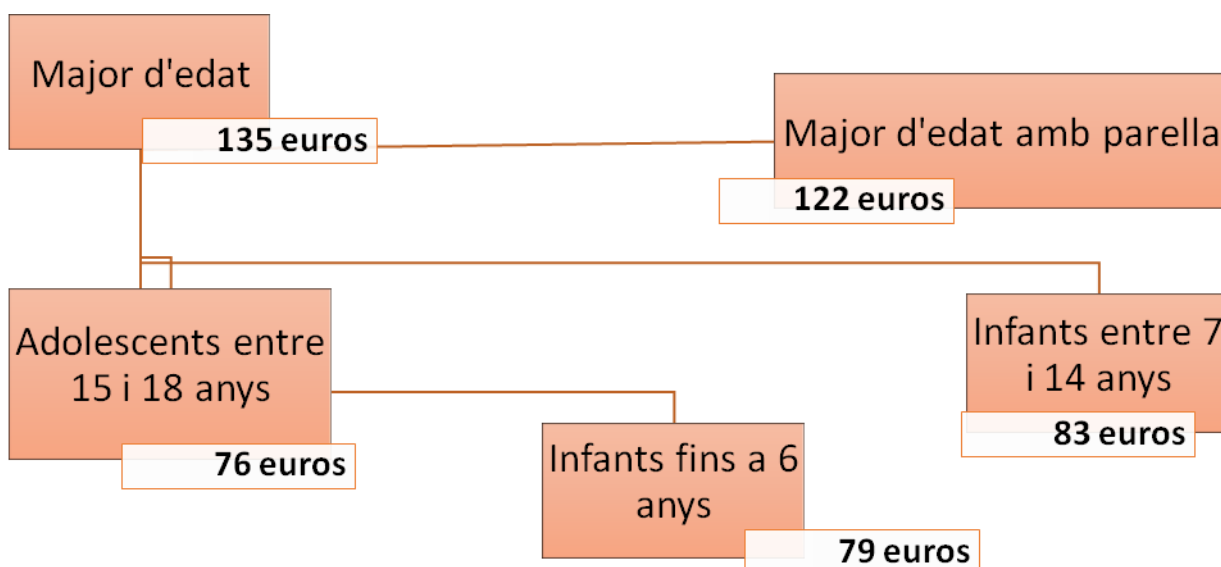 Major d'edat
135 euros
Major d'edat amb parella
122 euros
Adolescents entre
15 i 18 anys
76 euros
Infants entre 7
i 14 anys
83 euros
Infants fins a 6
anys
79 euros